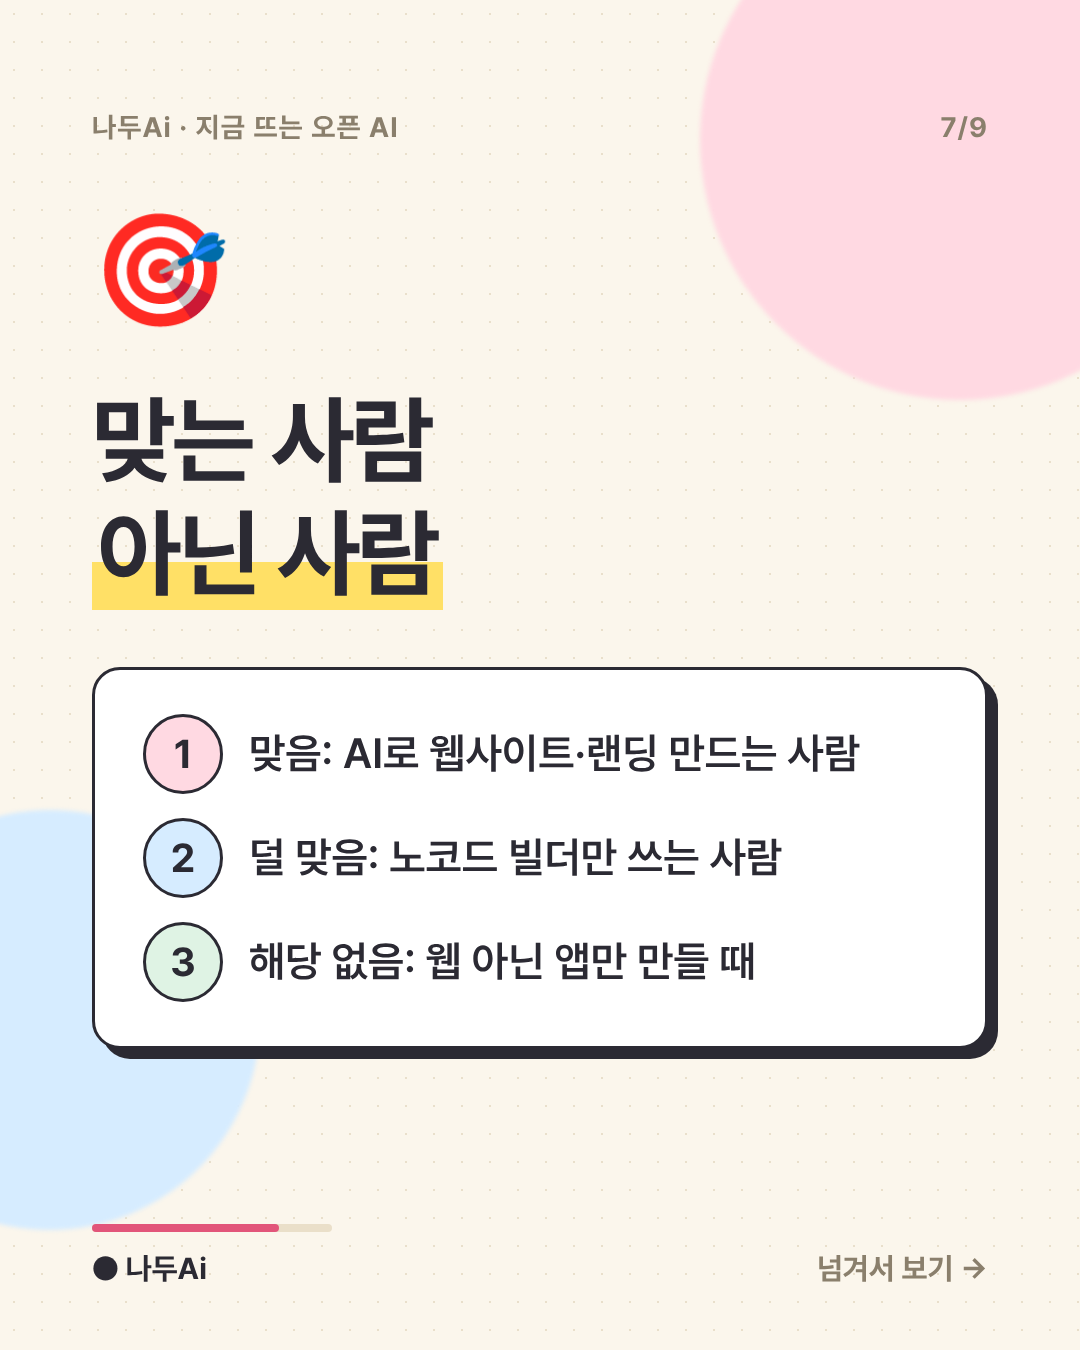 나두Ai · 지금 뜨는 오픈 AI
7/9
맞는 사람
아닌 사람
1 맞음: AI로 웹사이트·랜딩 만드는 사람
2 덜 맞음: 노코드 빌더만 쓰는 사람
3 해당 없음: 웹 아닌 앱만 만들 때
나두Ai
넘겨서 보기 →